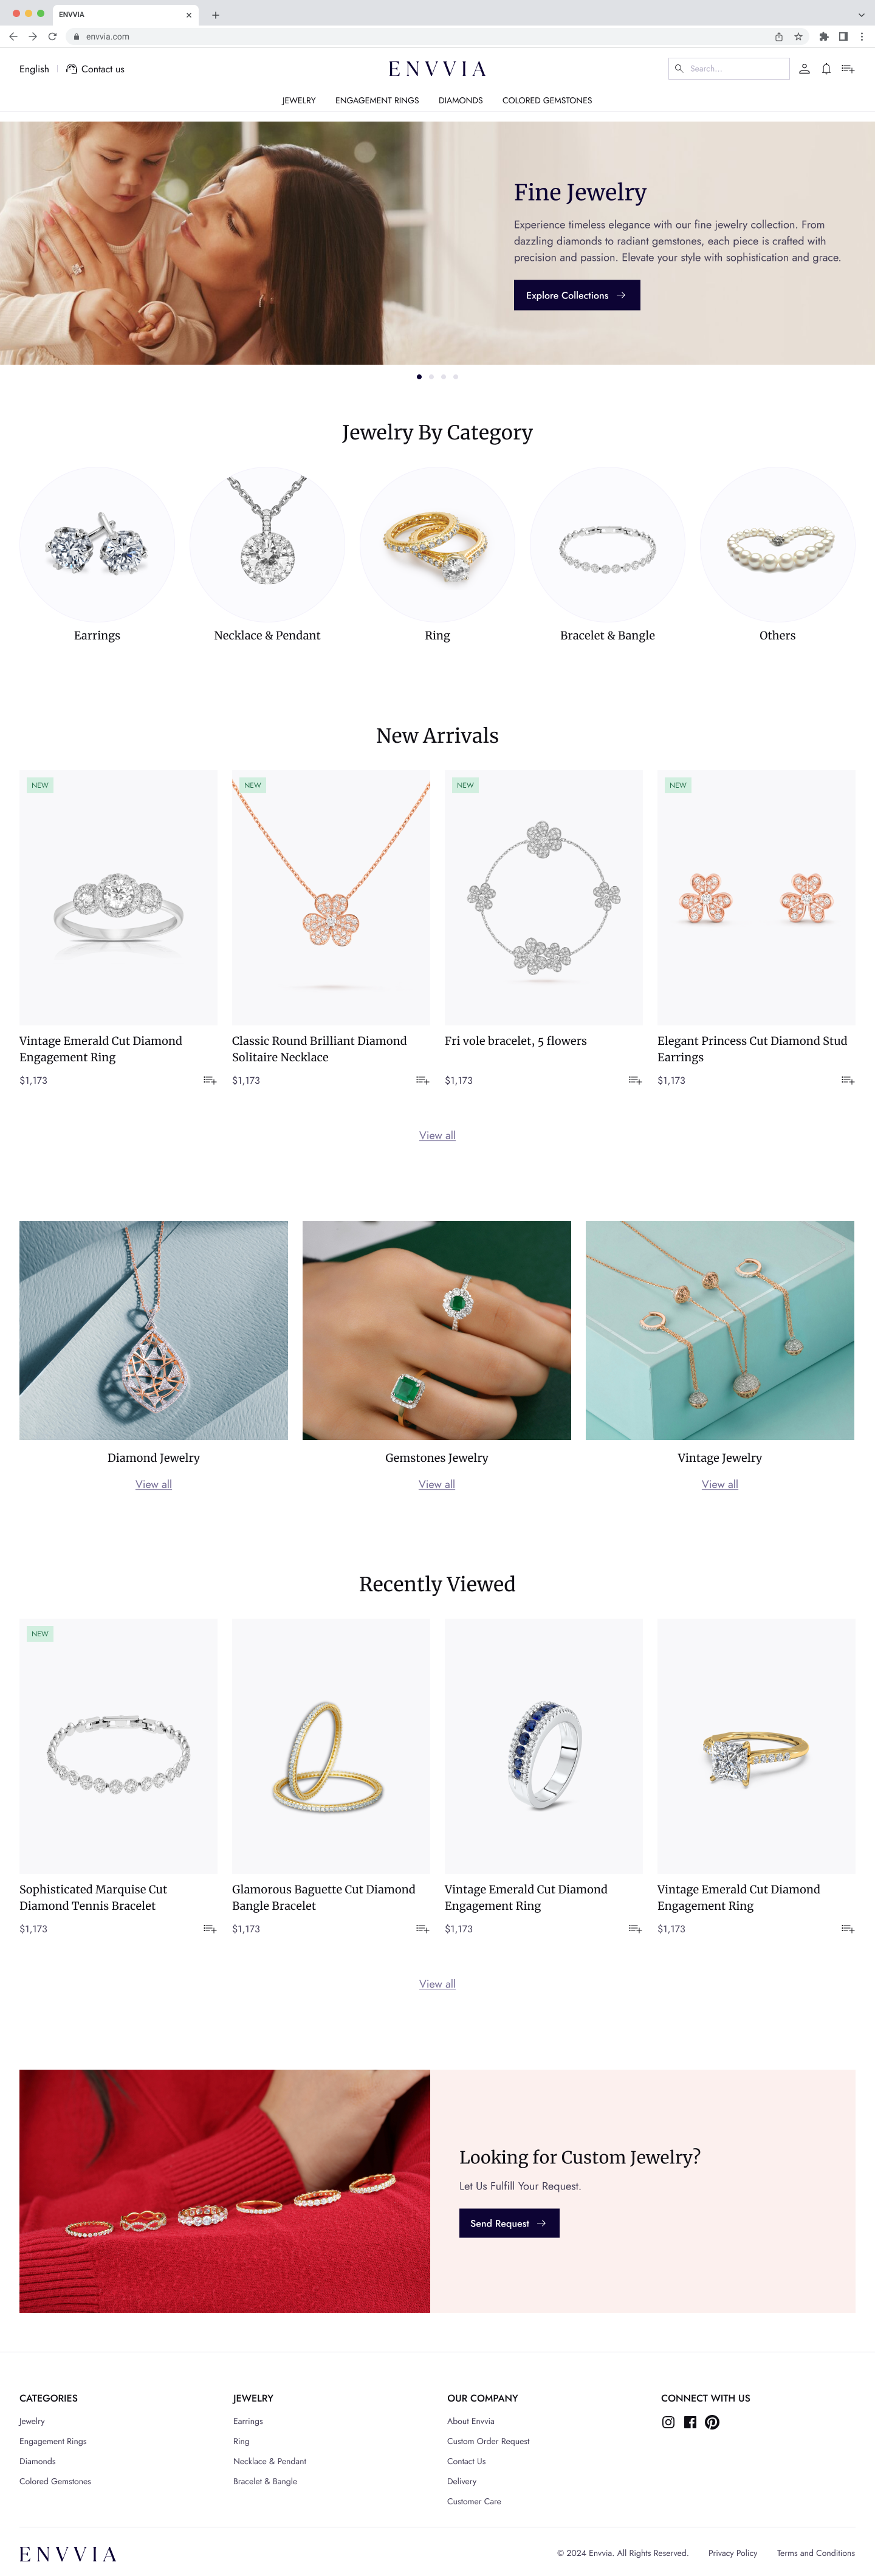 ENVVIA
envvia.com
English
Contact us
ENVVIA
Search...
JEWELRY
ENGAGEMENT RINGS
DIAMONDS
COLORED GEMSTONES
Fine Jewelry
Experience timeless elegance with our fine jewelry collection. From
dazzling diamonds to radiant gemstones, each piece is crafted with
precision and passion. Elevate your style with sophistication and grace.
Explore Collections
Jewelry By Category
Earrings
Necklace & Pendant
Ring
Bracelet & Bangle
Others
New Arrivals
NEW
NEW
NEW
NEW
Vintage Emerald Cut Diamond
Engagement Ring
$1,173
Classic Round Brilliant Diamond
Solitaire Necklace
$1,173
Fri vole bracelet, 5 flowers
$1,173
Elegant Princess Cut Diamond Stud
Earrings
$1,173
View all
Diamond Jewelry
View all
Gemstones Jewelry
View all
Vintage Jewelry
View all
Recently Viewed
NEW
Sophisticated Marquise Cut
Diamond Tennis Bracelet
$1,173
Glamorous Baguette Cut Diamond
Bangle Bracelet
$1,173
Vintage Emerald Cut Diamond
Engagement Ring
$1,173
Vintage Emerald Cut Diamond
Engagement Ring
$1,173
View all
Looking for Custom Jewelry?
Let Us Fulfill Your Request.
Send Request
CATEGORIES
Jewelry
Engagement Rings
Diamonds
Colored Gemstones
JEWELRY
Earrings
Ring
Necklace & Pendant
Bracelet & Bangle
OUR COMPANY
About Envvia
Custom Order Request
Contact Us
Delivery
Customer Care
CONNECT WITH US
ENVVIA
© 2024 Envvia. All Rights Reserved.
Privacy Policy
Terms and Conditions